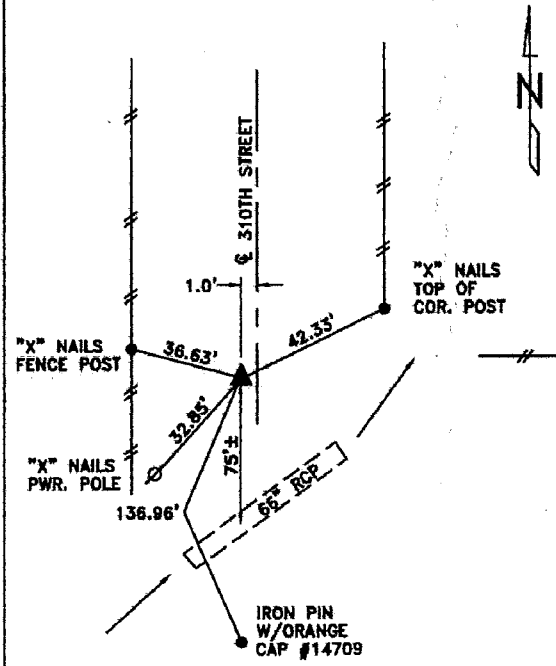 N
℄ 310TH STREET
1.0'
"X" NAILS
TOP OF
COR. POST
"X" NAILS
FENCE POST
36.63'
42.33'
32.85'
75'±
"X" NAILS
PWR. POLE
136.96'
66" RCP
IRON PIN
W/ORANGE
CAP #14709